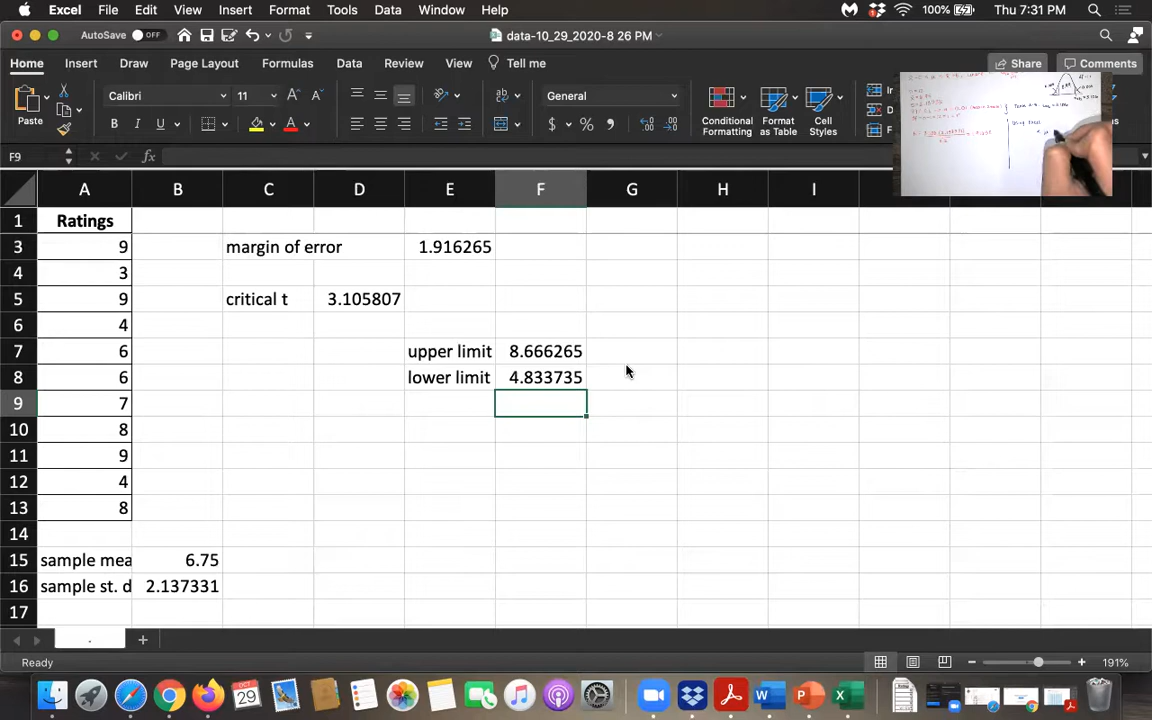 Excel File Edit View Insert Format Tools Data Window Help 100% Thu 7:31 PM
AutoSave OFF data-10_29_2020-8 26 PM
Home Insert Draw Page Layout Formulas Data Review View Tell me Share Comments
Paste Calibri 11 General Conditional Formatting Format as Table Cell Styles
B I U A $ % ,
F9 fx
A B C D E F G H I
1 Ratings
3 9 margin of error 1.916265
4 3
5 9 critical t 3.105807
6 4
7 6 upper limit 8.666265
8 6 lower limit 4.833735
9 7
10 8
11 9
12 4
13 8
14
15 sample mea 6.75
16 sample st. d 2.137331
17
Ready 191%
OCT 29